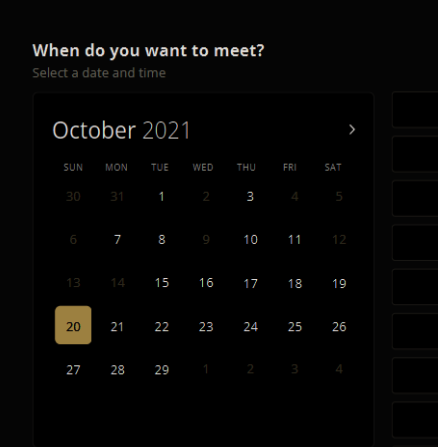 When do you want to meet?
Select a date and time
October 2021
SUN MON TUE WED THU FRI SAT
30 31 1 2 3 4 5
6 7 8 9 10 11 12
13 14 15 16 17 18 19
20 21 22 23 24 25 26
27 28 29 1 2 3 4